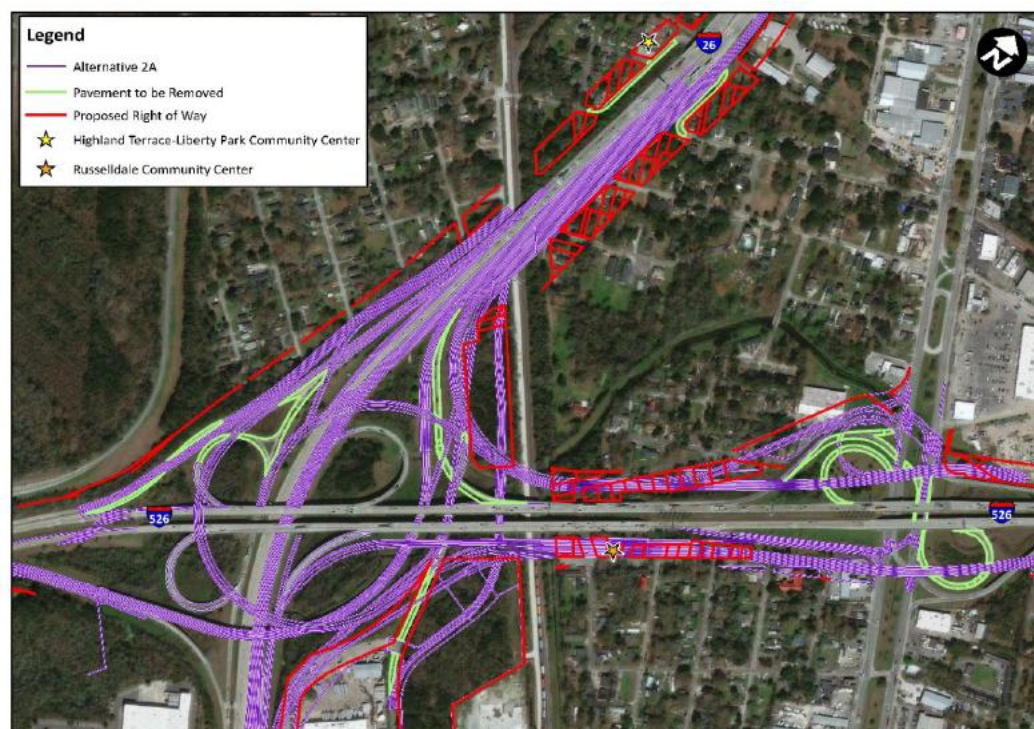 Legend
Alternative 2A
Pavement to be Removed
Proposed Right of Way
Highland Terrace-Liberty Park Community Center
Russelldale Community Center
26
N
526
526